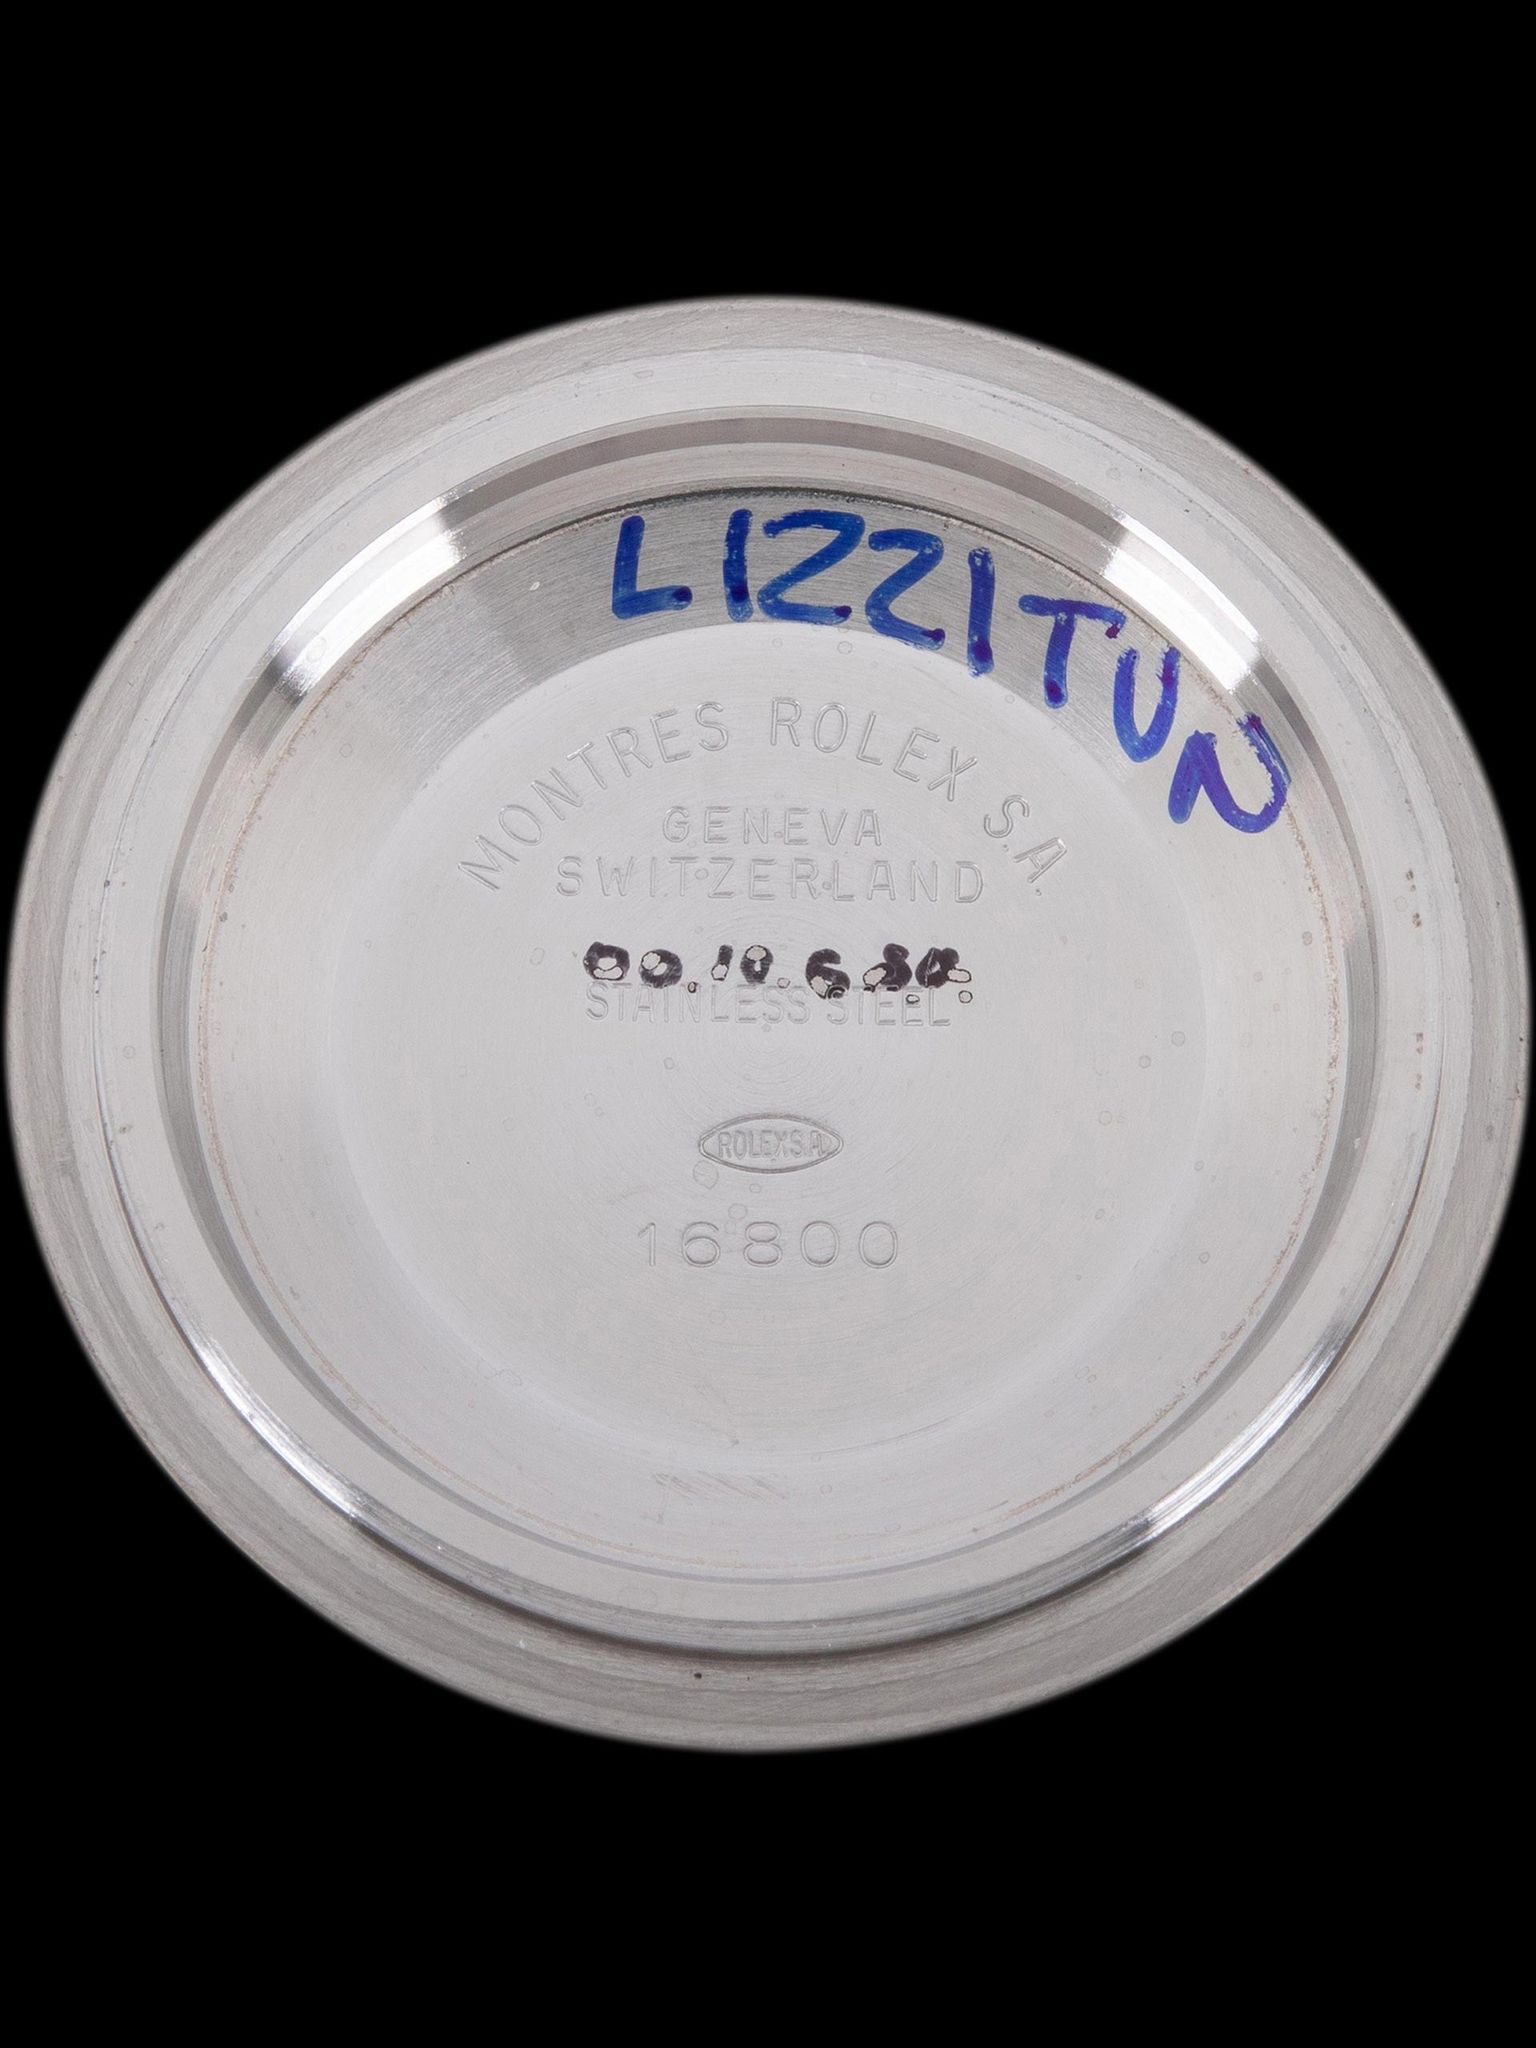 LIZZITUN
MONTRES ROLEX S.A.
GENEVA
SWITZERLAND
STAINLESS STEEL
ROLEX S.A.
16800